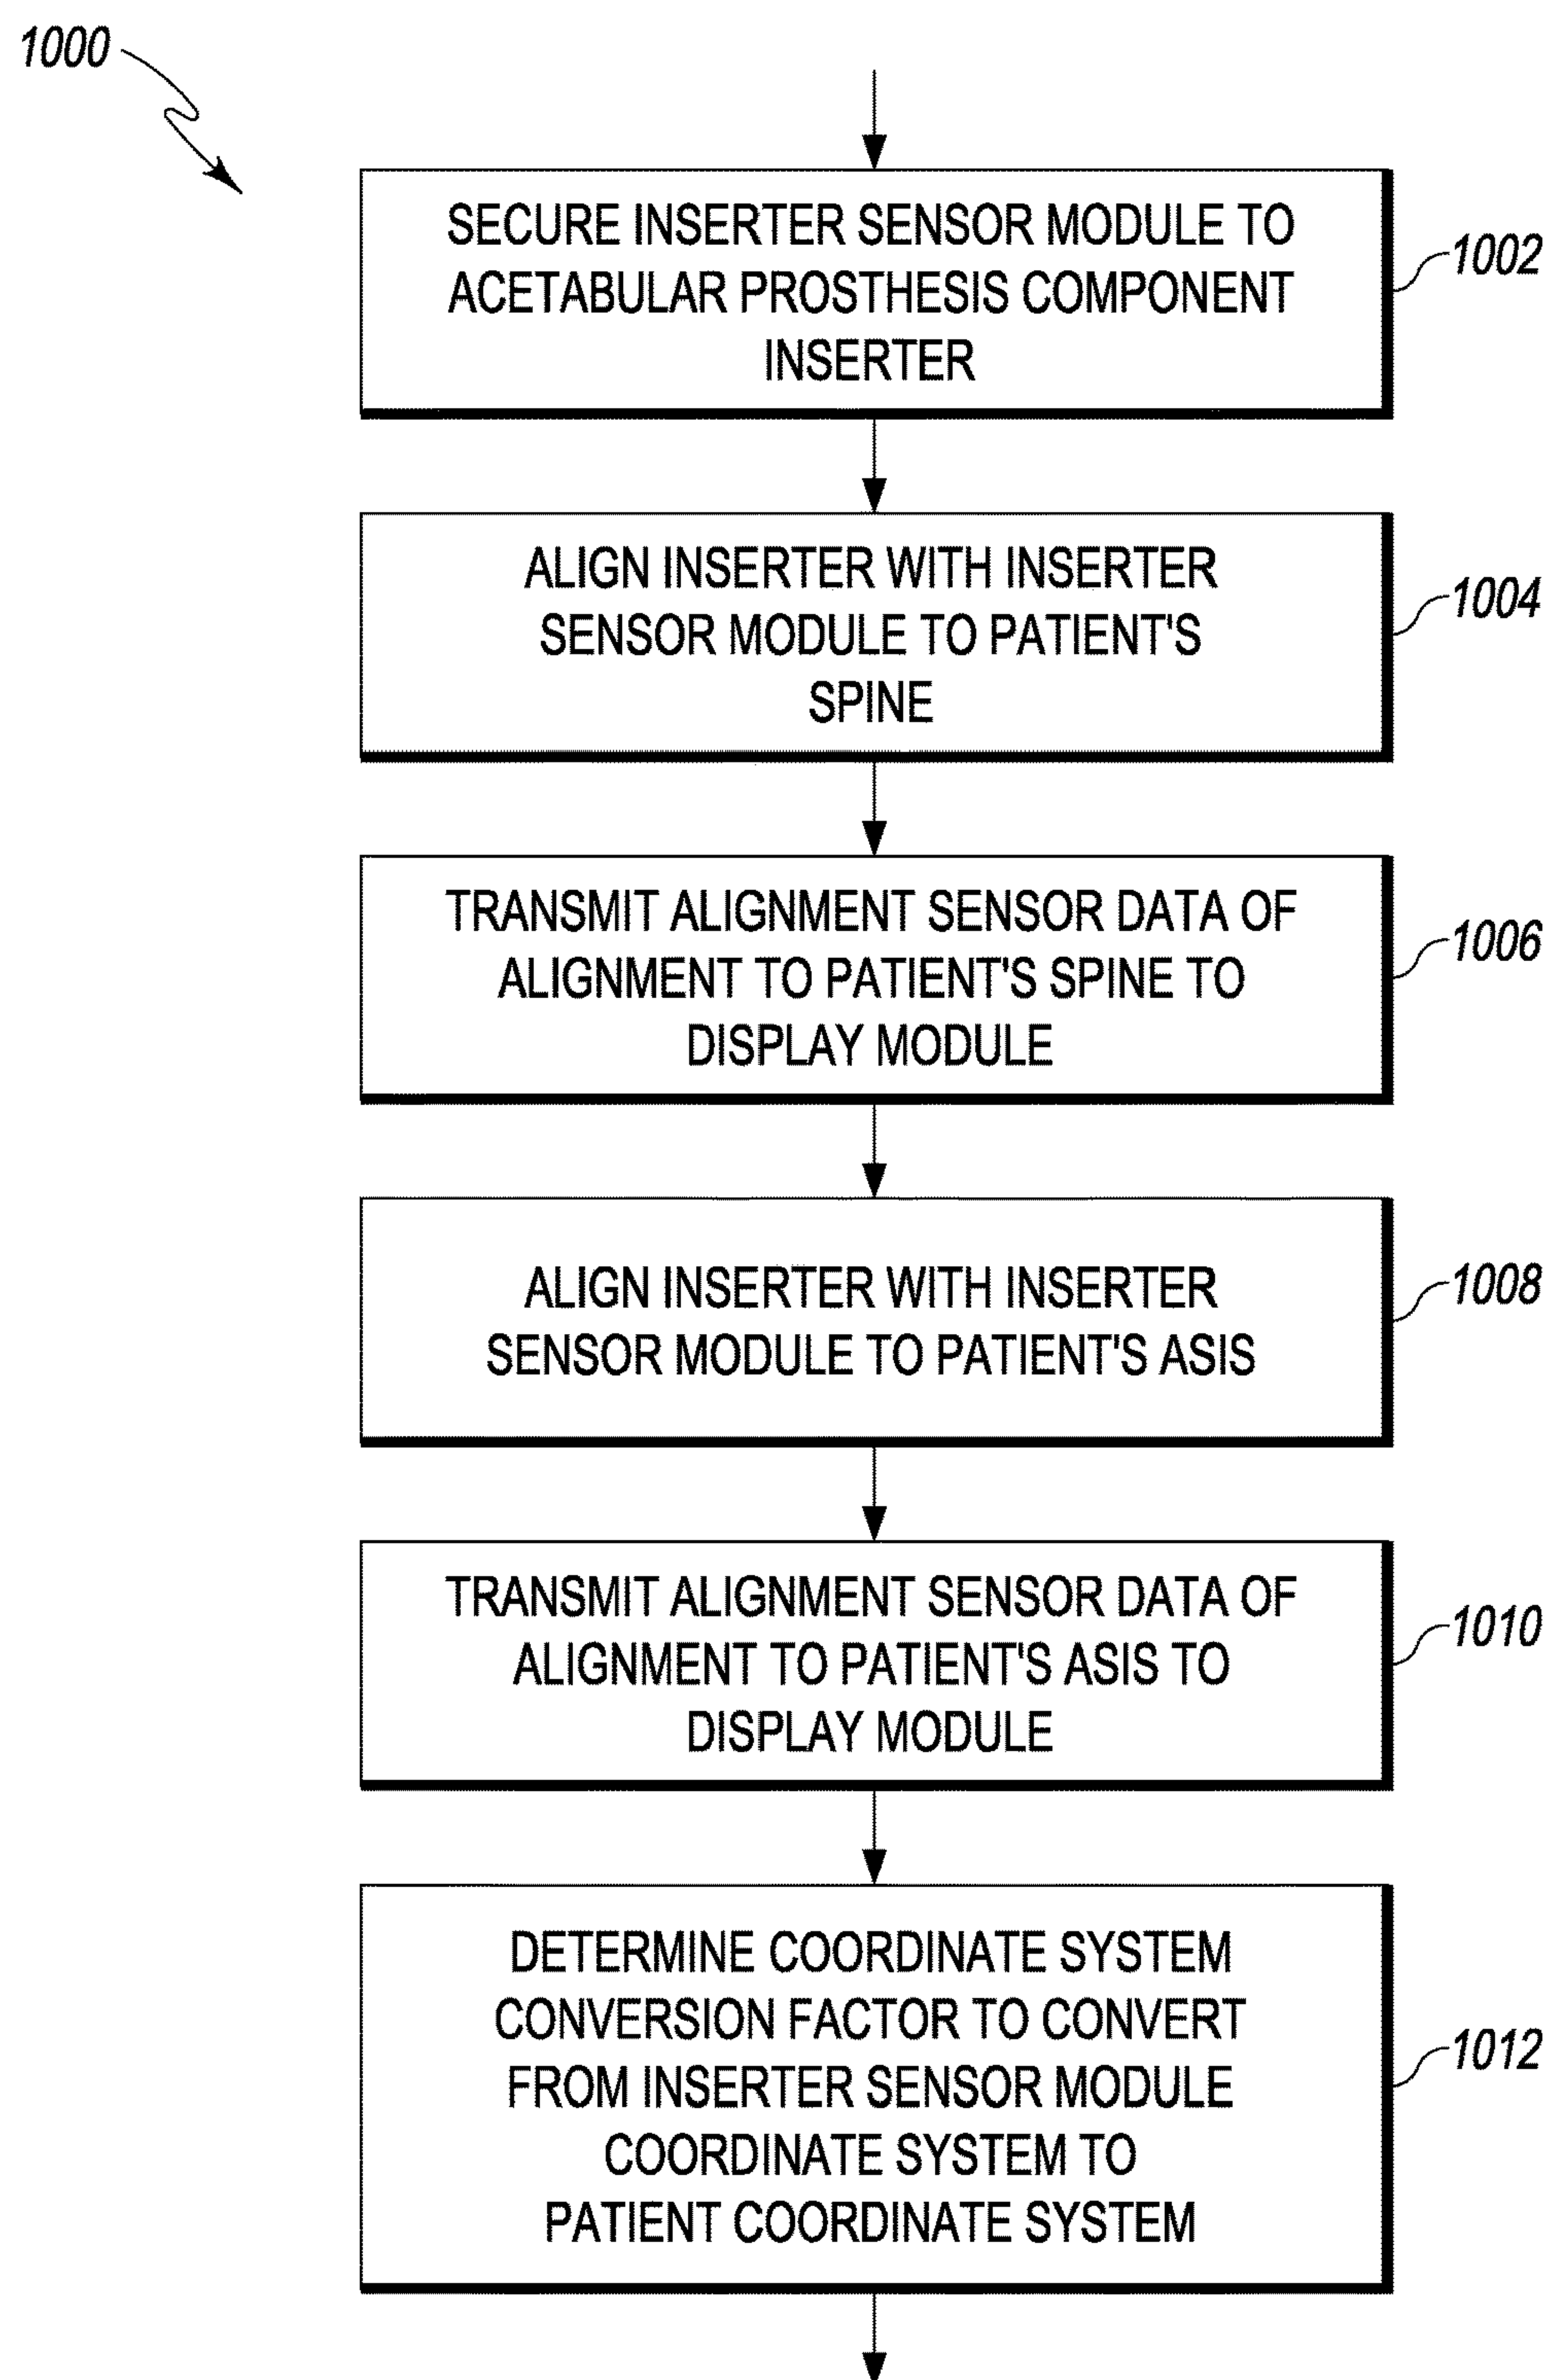 1000
SECURE INSERTER SENSOR MODULE TO
ACETABULAR PROSTHESIS COMPONENT
INSERTER
1002
ALIGN INSERTER WITH INSERTER
SENSOR MODULE TO PATIENT'S
SPINE
1004
TRANSMIT ALIGNMENT SENSOR DATA OF
ALIGNMENT TO PATIENT'S SPINE TO
DISPLAY MODULE
1006
ALIGN INSERTER WITH INSERTER
SENSOR MODULE TO PATIENT'S ASIS
1008
TRANSMIT ALIGNMENT SENSOR DATA OF
ALIGNMENT TO PATIENT'S ASIS TO
DISPLAY MODULE
1010
DETERMINE COORDINATE SYSTEM
CONVERSION FACTOR TO CONVERT
FROM INSERTER SENSOR MODULE
COORDINATE SYSTEM TO
PATIENT COORDINATE SYSTEM
1012